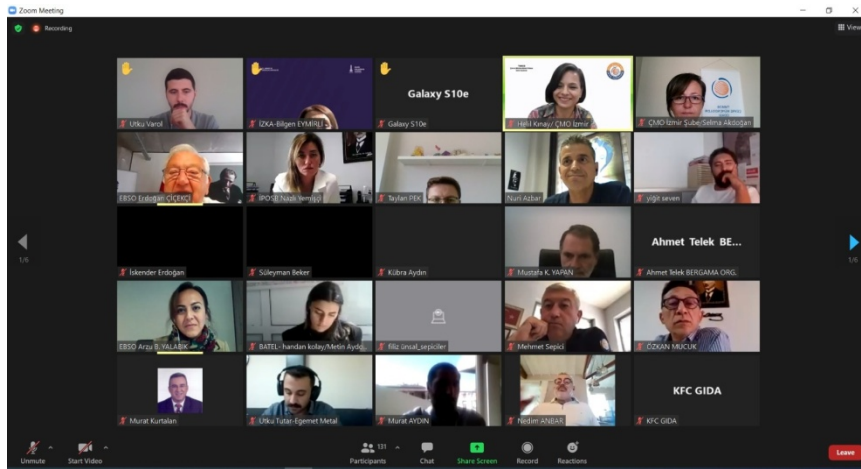 Zoom Meeting
Recording
View
Utku Varol
İZKA-Bilgen EYMİRLİ
Galaxy S10e
Galaxy S10e
Helil Kınay/ ÇMO İzmir
ÇMO İzmir Şube/Selma Akdoğan
EBSO Erdoğan ÇİÇEKÇİ
İPOSB Nazlı Yemişçi
Taylan PEK
Nuri Azbar
yiğit seven
1/6
İskender Erdoğan
Süleyman Beker
Kübra Aydın
Mustafa K. YAPAN
Ahmet Telek BE...
Ahmet Telek BERGAMA ORG.
1/6
EBSO Arzu B. YALABIK
BATEL- handan kolay/Metin Aydo...
filiz ünsal_sepiciler
Mehmet Sepici
ÖZKAN MUCUK
Murat Kurtalan
Utku Tutar-Egemet Metal
Murat AYDIN
Nedim ANBAR
KFC GIDA
KFC GIDA
Unmute
Start Video
131
Participants
Chat
Share Screen
Record
Reactions
Leave